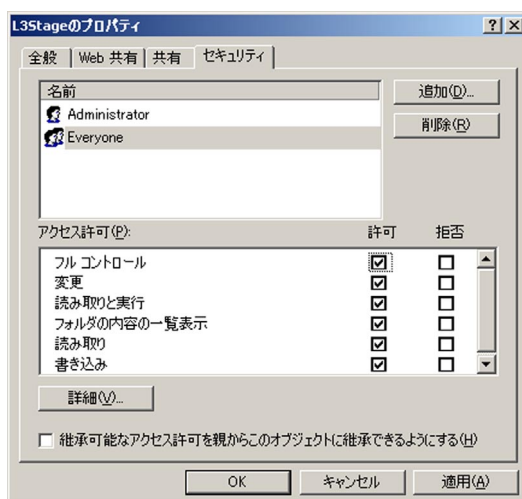 L3Stageのプロパティ
全般 Web 共有 共有 セキュリティ
名前
追加(D)...
Administrator
削除(R)
Everyone
アクセス許可(P): 許可 拒否
フル コントロール
変更
読み取りと実行
フォルダの内容の一覧表示
読み取り
書き込み
詳細(V)...
継承可能なアクセス許可を親からこのオブジェクトに継承できるようにする(H)
OK キャンセル 適用(A)